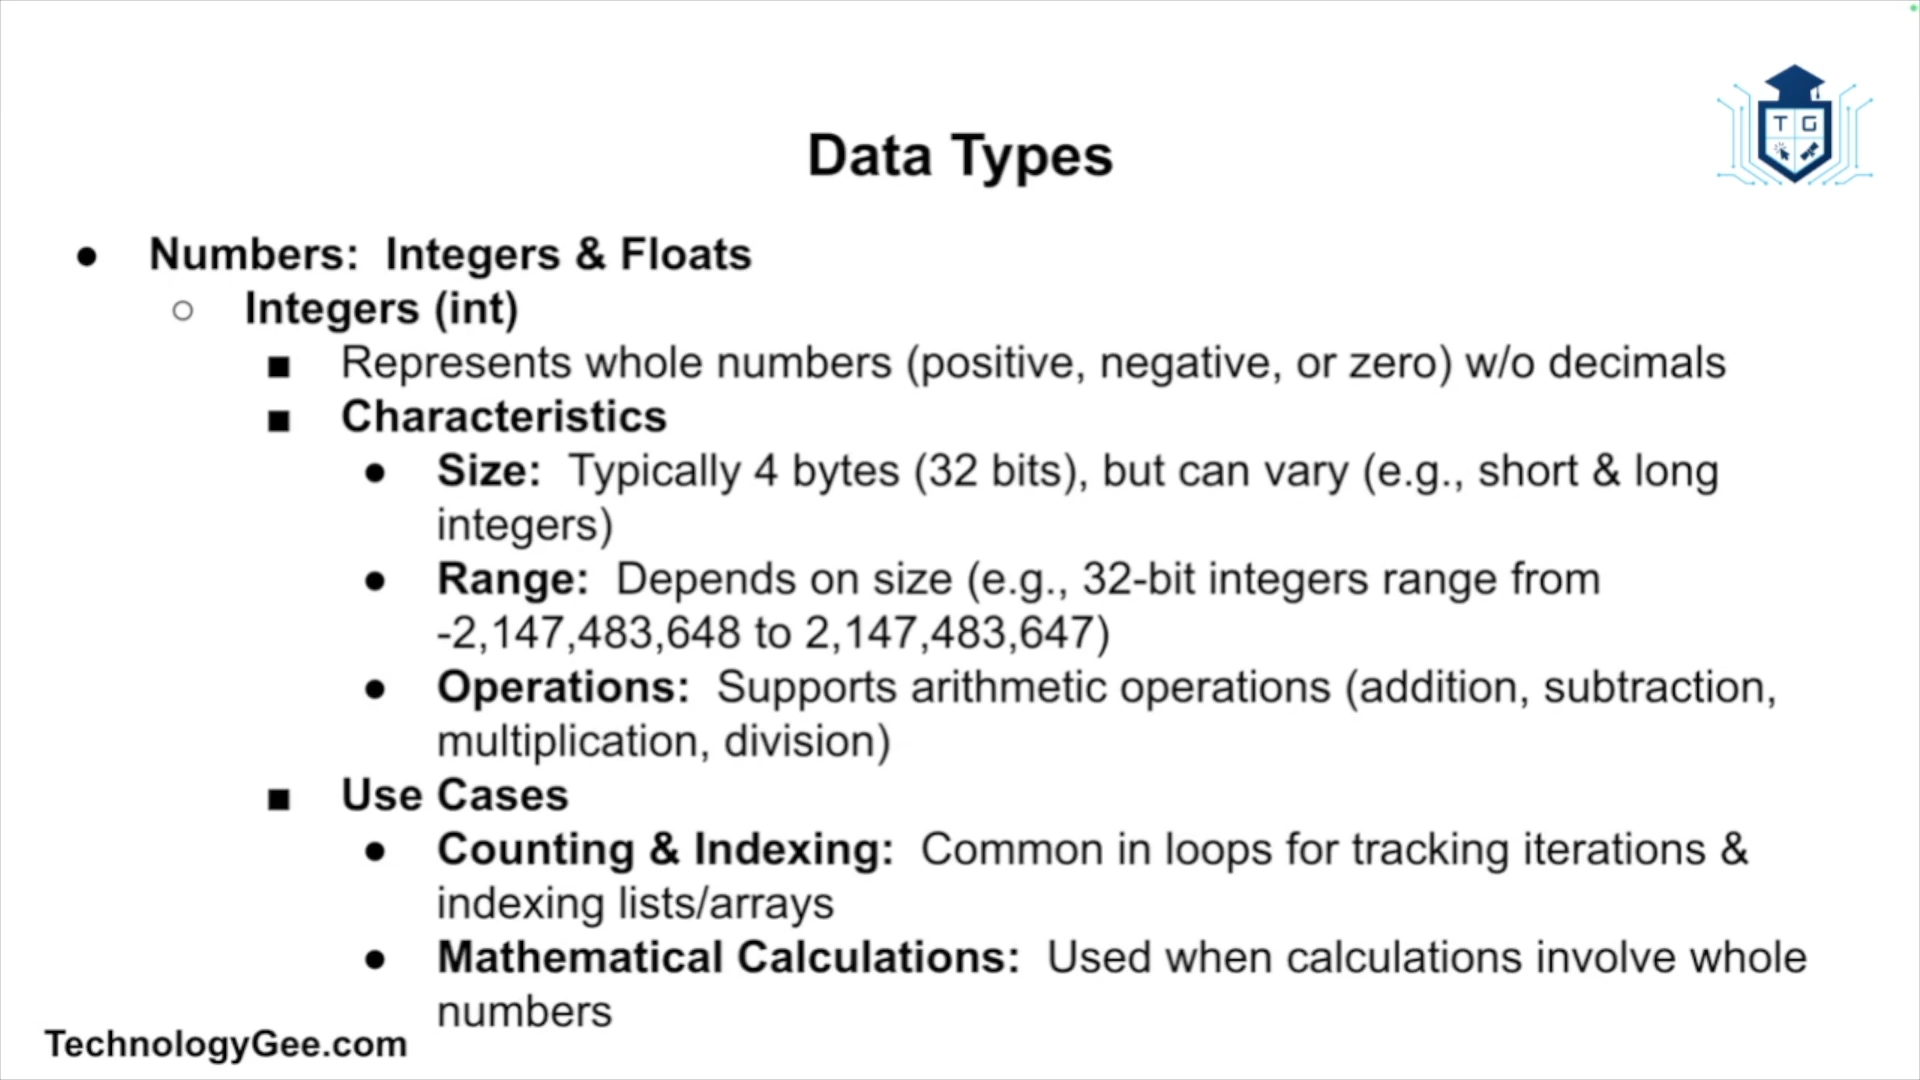 T G
Data Types
● Numbers: Integers & Floats
○ Integers (int)
■ Represents whole numbers (positive, negative, or zero) w/o decimals
■ Characteristics
● Size: Typically 4 bytes (32 bits), but can vary (e.g., short & long
integers)
● Range: Depends on size (e.g., 32-bit integers range from
-2,147,483,648 to 2,147,483,647)
● Operations: Supports arithmetic operations (addition, subtraction,
multiplication, division)
■ Use Cases
● Counting & Indexing: Common in loops for tracking iterations &
indexing lists/arrays
● Mathematical Calculations: Used when calculations involve whole
numbers
TechnologyGee.com